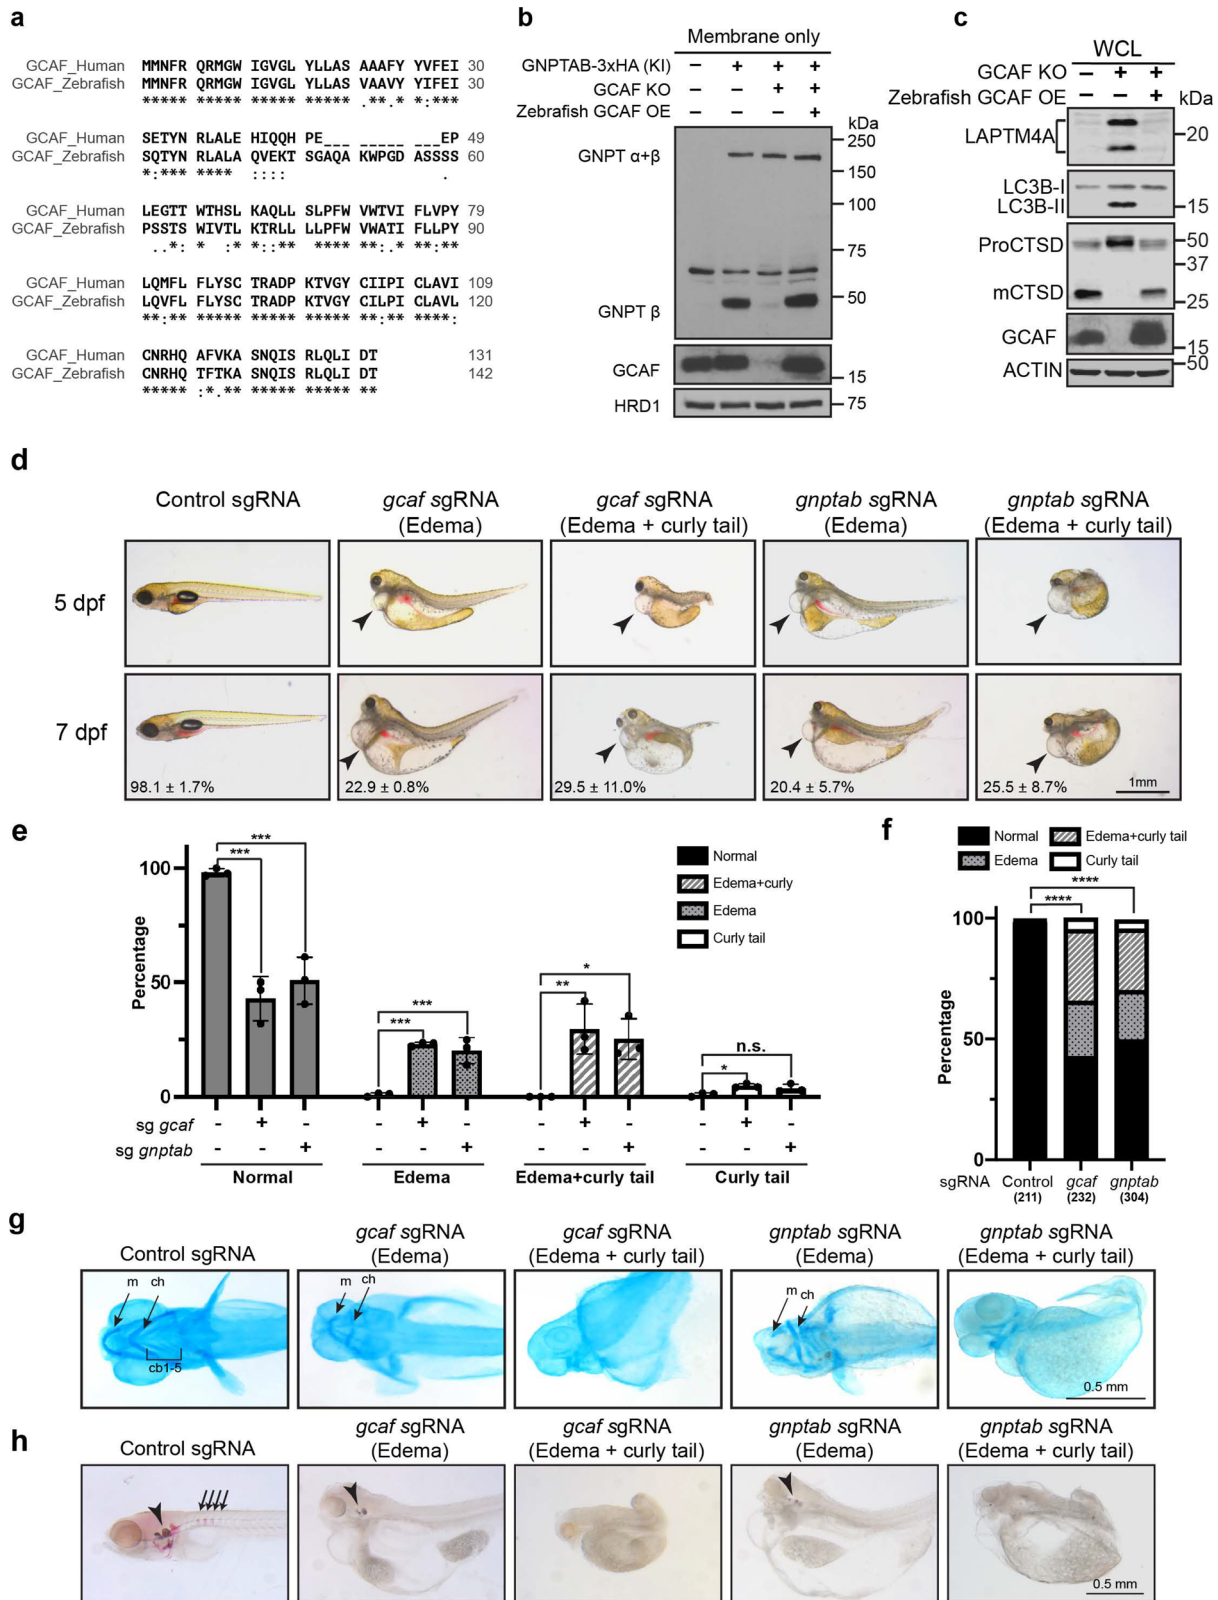 a
GCAF_Human MMNFR QRMGW IGVGL YLLAS AAAFY YVFEI 30
GCAF_Zebrafish MMNFR QRMGW IGVGL YLLAS VAAVY YIFEI 30
***** ***** ***** ***** .**.* *:***
GCAF_Human SETYN RLALE HIQQH PE___ _____ ___EP 49
GCAF_Zebrafish SQTYN RLALA QVEKT SGAQA KWPGD ASSSS 60
*:*** **** :::: .
GCAF_Human LEGTT WTHSL KAQLL SLPFW VWTVI FLVPY 79
GCAF_Zebrafish PSSTS WIVTL KTRLL LLPFW VWATI FLLPY 90
..*: * :* *::** **** **.:* **:**
GCAF_Human LQMFL FLYSC TRADP KTVGY CIIPI CLAVI 109
GCAF_Zebrafish LQVFL FLYSC TRADP KTVGY CILPI CLAVL 120
**:** ***** ***** ***** **:** ****:
GCAF_Human CNRHQ AFVKA SNQIS RLQLI DT 131
GCAF_Zebrafish CNRHQ TFTKA SNQIS RLQLI DT 142
***** :*.** ***** ***** **
b
Membrane only
GNPTAB-3xHA (KI) – + + +
GCAF KO – – + +
Zebrafish GCAF OE – – – +
kDa
GNPT α+β
250
150
100
75
GNPT β
50
GCAF
15
HRD1
75
c
WCL
GCAF KO – + +
Zebrafish GCAF OE – – +
kDa
LAPTM4A
20
LC3B-I
LC3B-II
15
ProCTSD
50
37
mCTSD
25
GCAF
15
ACTIN
50
d
Control sgRNA
gcaf sgRNA
(Edema)
gcaf sgRNA
(Edema + curly tail)
gnptab sgRNA
(Edema)
gnptab sgRNA
(Edema + curly tail)
5 dpf
7 dpf
98.1 ± 1.7%
22.9 ± 0.8%
29.5 ± 11.0%
20.4 ± 5.7%
25.5 ± 8.7%
1mm
e
Percentage
100
50
0
***
***
***
***
*
**
n.s.
*
Normal
Edema+curly
Edema
Curly tail
sg gcaf - + - - + - - + - - + -
sg gnptab - - + - - + - - + - - +
Normal
Edema
Edema+curly tail
Curly tail
f
Normal
Edema+curly tail
Edema
Curly tail
****
****
Percentage
100
50
0
sgRNA Control gcaf gnptab
(211) (232) (304)
g
Control sgRNA
gcaf sgRNA
(Edema)
gcaf sgRNA
(Edema + curly tail)
gnptab sgRNA
(Edema)
gnptab sgRNA
(Edema + curly tail)
m
ch
cb1-5
m
ch
m
ch
0.5 mm
h
Control sgRNA
gcaf sgRNA
(Edema)
gcaf sgRNA
(Edema + curly tail)
gnptab sgRNA
(Edema)
gnptab sgRNA
(Edema + curly tail)
0.5 mm